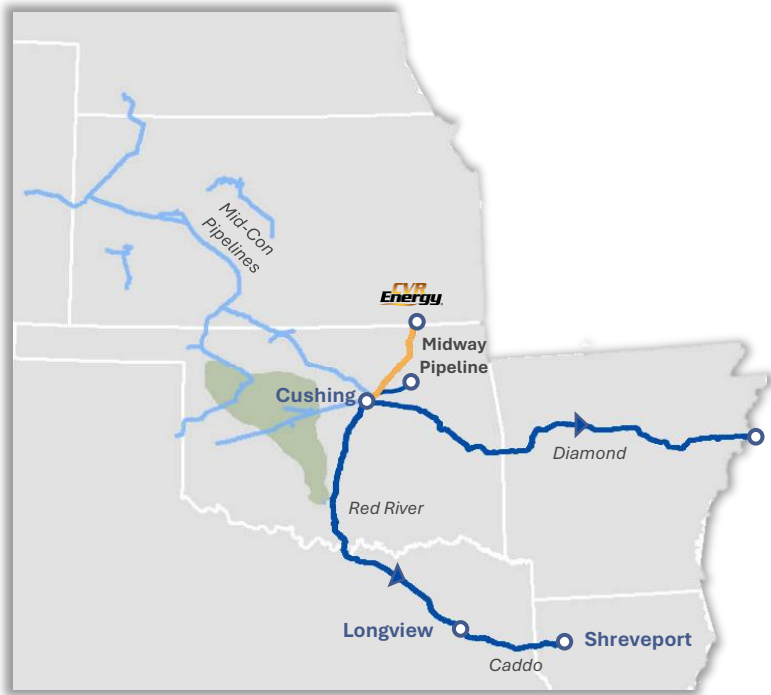 Mid-Con
Pipelines
CVR
Energy
Midway
Pipeline
Cushing
Diamond
Red River
Longview
Shreveport
Caddo